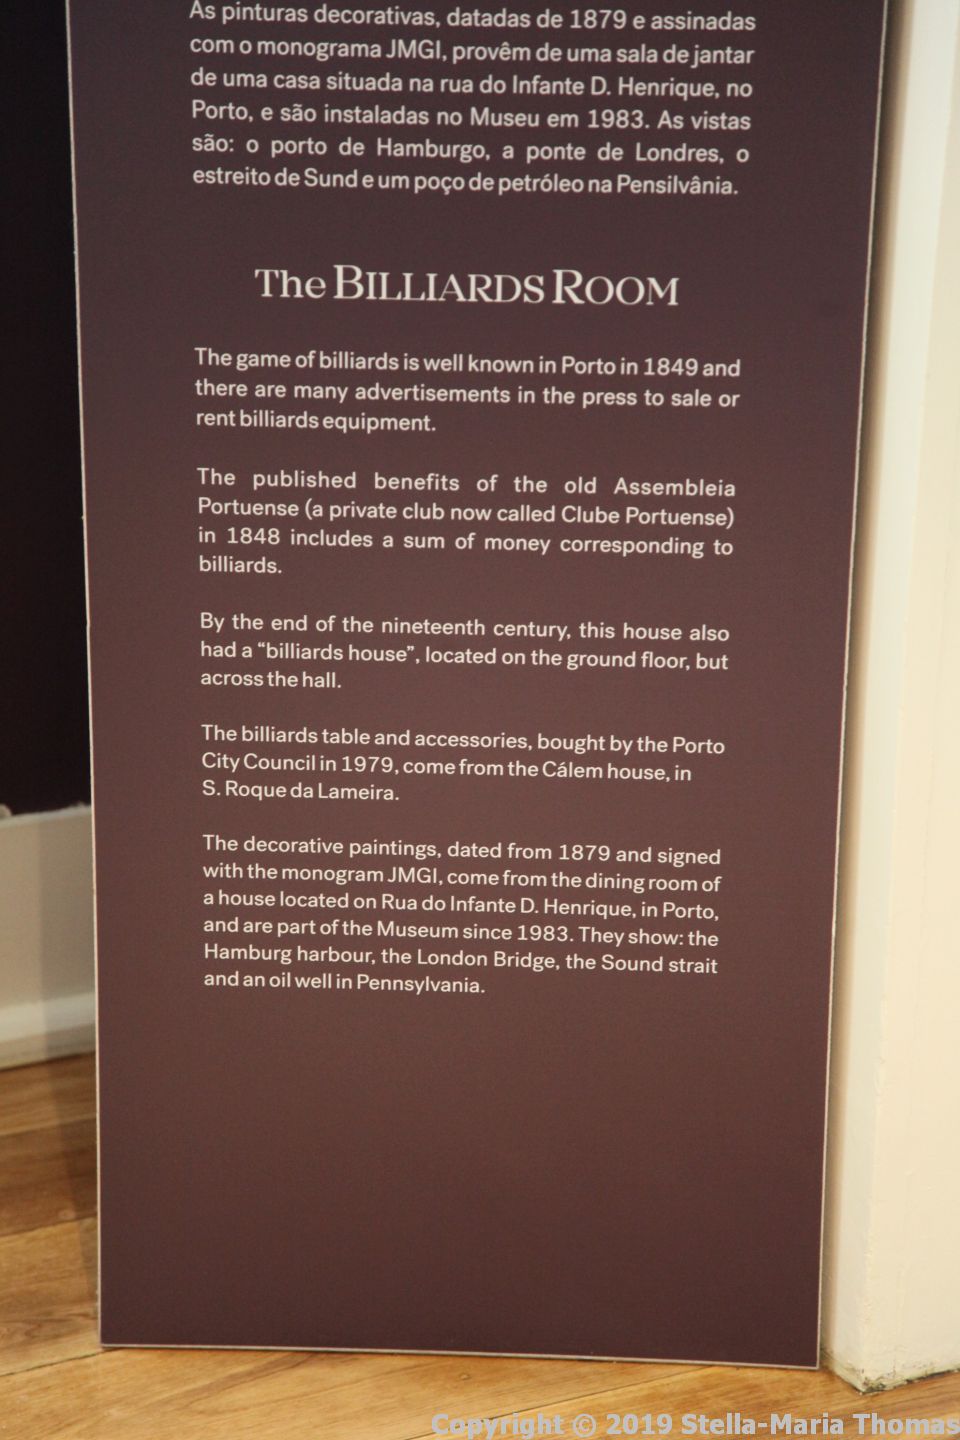 As pinturas decorativas, datadas de 1879 e assinadas
com o monograma JMGI, provêm de uma sala de jantar
de uma casa situada na rua do Infante D. Henrique, no
Porto, e são instaladas no Museu em 1983. As vistas
são: o porto de Hamburgo, a ponte de Londres, o
estreito de Sund e um poço de petróleo na Pensilvânia.
The BILLIARDS ROOM
The game of billiards is well known in Porto in 1849 and
there are many advertisements in the press to sale or
rent billiards equipment.
The published benefits of the old Assembleia
Portuense (a private club now called Clube Portuense)
in 1848 includes a sum of money corresponding to
billiards.
By the end of the nineteenth century, this house also
had a “billiards house”, located on the ground floor, but
across the hall.
The billiards table and accessories, bought by the Porto
City Council in 1979, come from the Cálem house, in
S. Roque da Lameira.
The decorative paintings, dated from 1879 and signed
with the monogram JMGI, come from the dining room of
a house located on Rua do Infante D. Henrique, in Porto,
and are part of the Museum since 1983. They show: the
Hamburg harbour, the London Bridge, the Sound strait
and an oil well in Pennsylvania.
Copyright © 2019 Stella-Maria Thomas